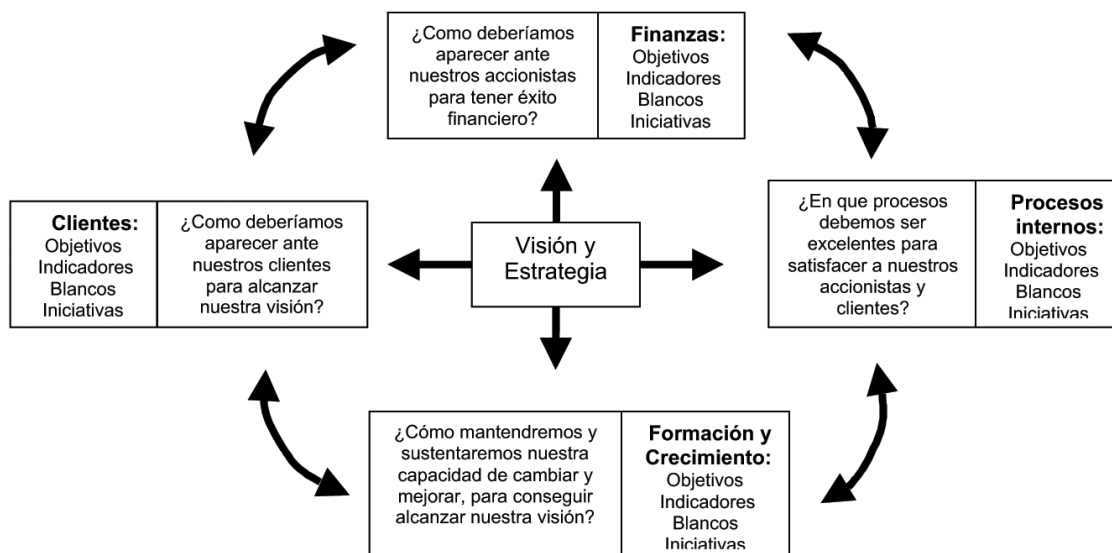 ¿Como deberíamos
aparecer ante
nuestros accionistas
para tener éxito
financiero?
Finanzas:
Objetivos
Indicadores
Blancos
Iniciativas
Clientes:
Objetivos
Indicadores
Blancos
Iniciativas
¿Como deberíamos
aparecer ante
nuestros clientes
para alcanzar
nuestra visión?
Visión y
Estrategia
¿En que procesos
debemos ser
excelentes para
satisfacer a nuestros
accionistas y
clientes?
Procesos
internos:
Objetivos
Indicadores
Blancos
Iniciativas
¿Cómo mantendremos y
sustentaremos nuestra
capacidad de cambiar y
mejorar, para conseguir
alcanzar nuestra visión?
Formación y
Crecimiento:
Objetivos
Indicadores
Blancos
Iniciativas